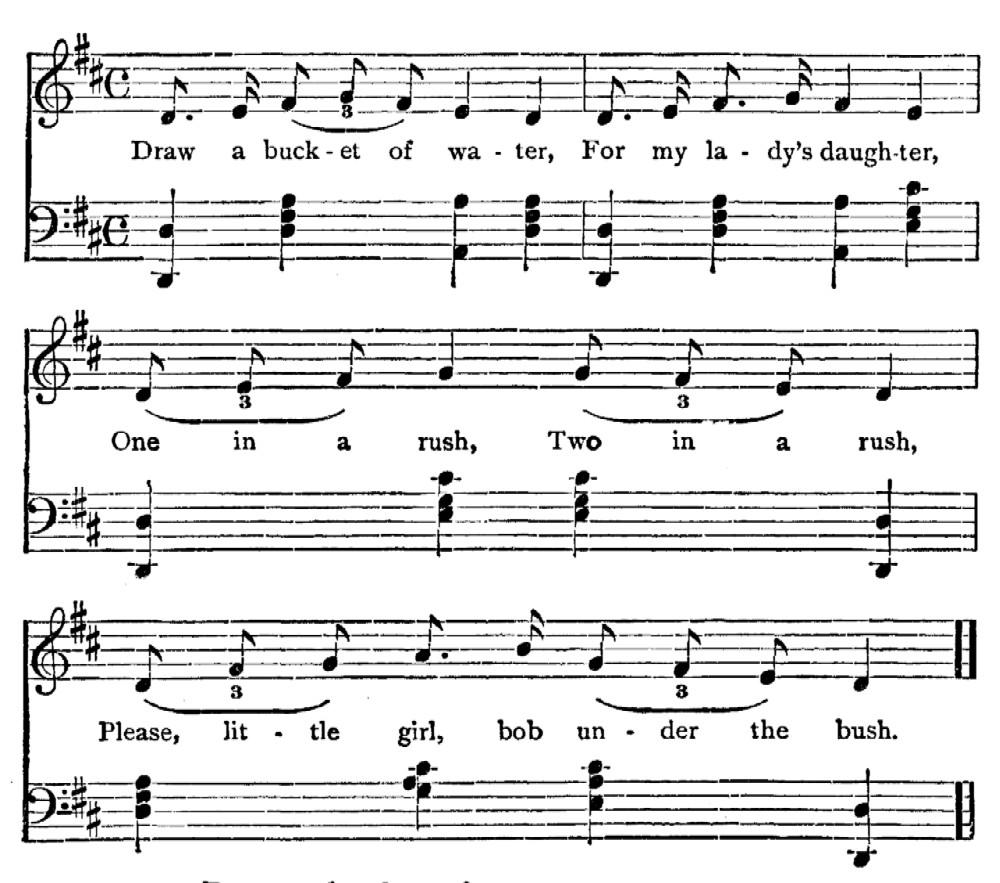 3
Draw a buck - et of wa - ter, For my la - dy's daugh-ter,
3 3
One in a rush, Two in a rush,
3 3
Please, lit - tle girl, bob un - der the bush.